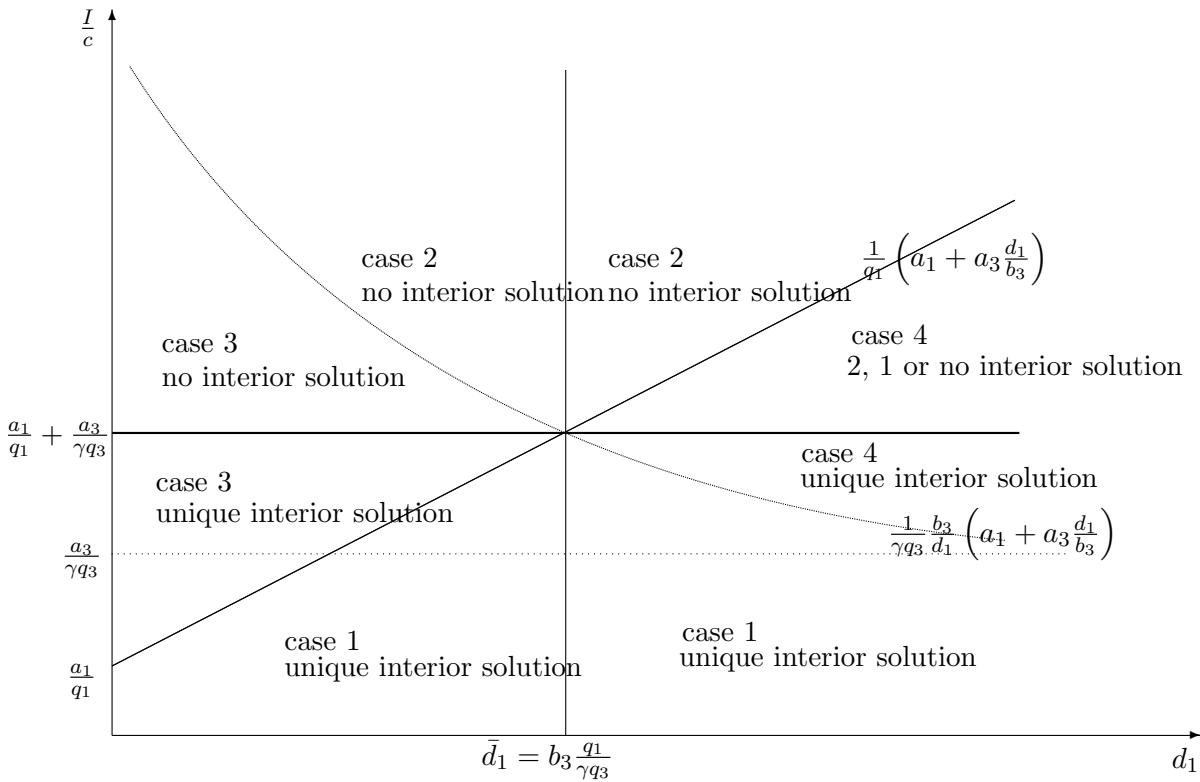 I/c
case 2 case 2
no interior solution no interior solution
1/q₁ (a₁ + a₃ d₁/b₃)
case 3
no interior solution
case 4
2, 1 or no interior solution
a₁/q₁ + a₃/γq₃
case 4
unique interior solution
case 3
unique interior solution
1/γq₃ b₃/d₁ (a₁ + a₃ d₁/b₃)
a₃/γq₃
case 1
unique interior solution
case 1
unique interior solution
a₁/q₁
d̄₁ = b₃ q₁/γq₃
d₁